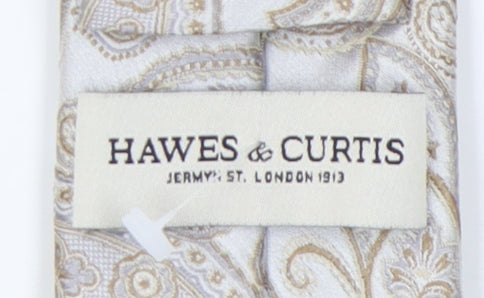 HAWES & CURTIS
JERMYN ST. LONDON 1913